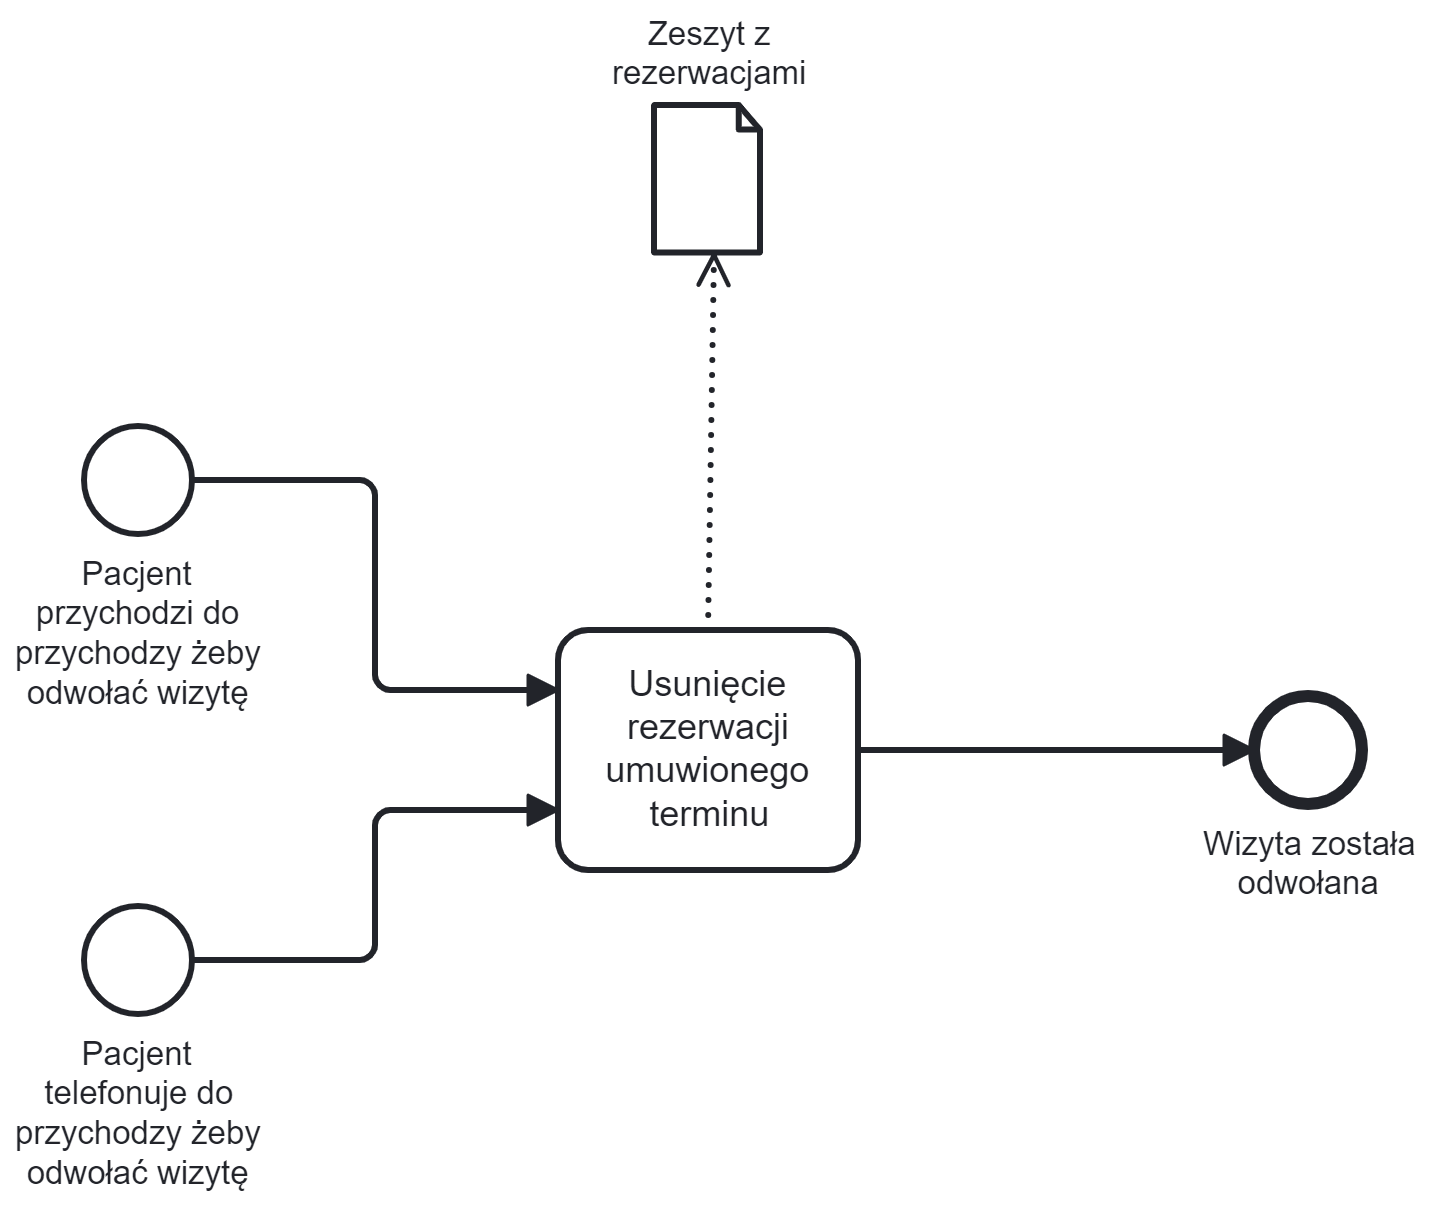 Zeszyt z
rezerwacjami
Pacjent
przychodzi do
przychodzy żeby
odwołać wizytę
Usunięcie
rezerwacji
umuwionego
terminu
Wizyta została
odwołana
Pacjent
telefonuje do
przychodzy żeby
odwołać wizytę